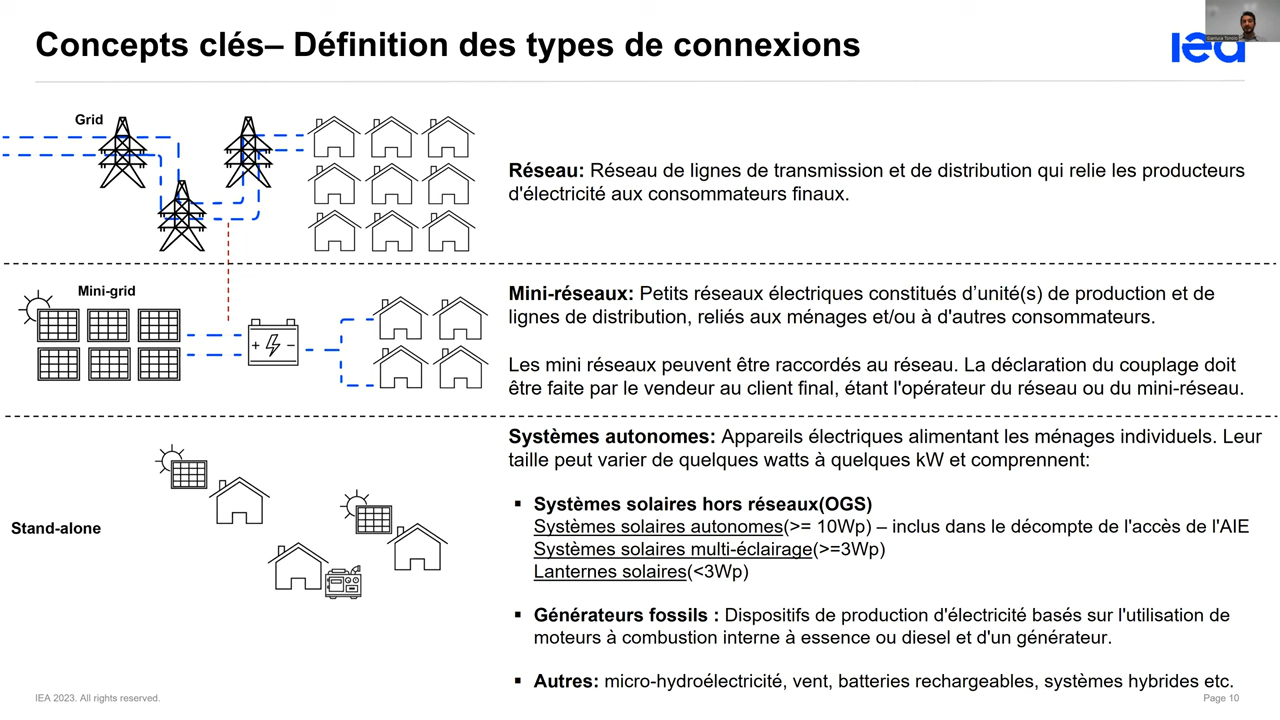 Concepts clés– Définition des types de connexions
iea
Grid
Réseau: Réseau de lignes de transmission et de distribution qui relie les producteurs
d'électricité aux consommateurs finaux.
Mini-grid
Mini-réseaux: Petits réseaux électriques constitués d’unité(s) de production et de
lignes de distribution, reliés aux ménages et/ou à d'autres consommateurs.
Les mini réseaux peuvent être raccordés au réseau. La déclaration du couplage doit
être faite par le vendeur au client final, étant l'opérateur du réseau ou du mini-réseau.
Stand-alone
Systèmes autonomes: Appareils électriques alimentant les ménages individuels. Leur
taille peut varier de quelques watts à quelques kW et comprennent:
▪ Systèmes solaires hors réseaux(OGS)
Systèmes solaires autonomes(>= 10Wp) – inclus dans le décompte de l'accès de l'AIE
Systèmes solaires multi-éclairage(>=3Wp)
Lanternes solaires(<3Wp)
▪ Générateurs fossils : Dispositifs de production d'électricité basés sur l'utilisation de
moteurs à combustion interne à essence ou diesel et d'un générateur.
▪ Autres: micro-hydroélectricité, vent, batteries rechargeables, systèmes hybrides etc.
IEA 2023. All rights reserved.
Page 10